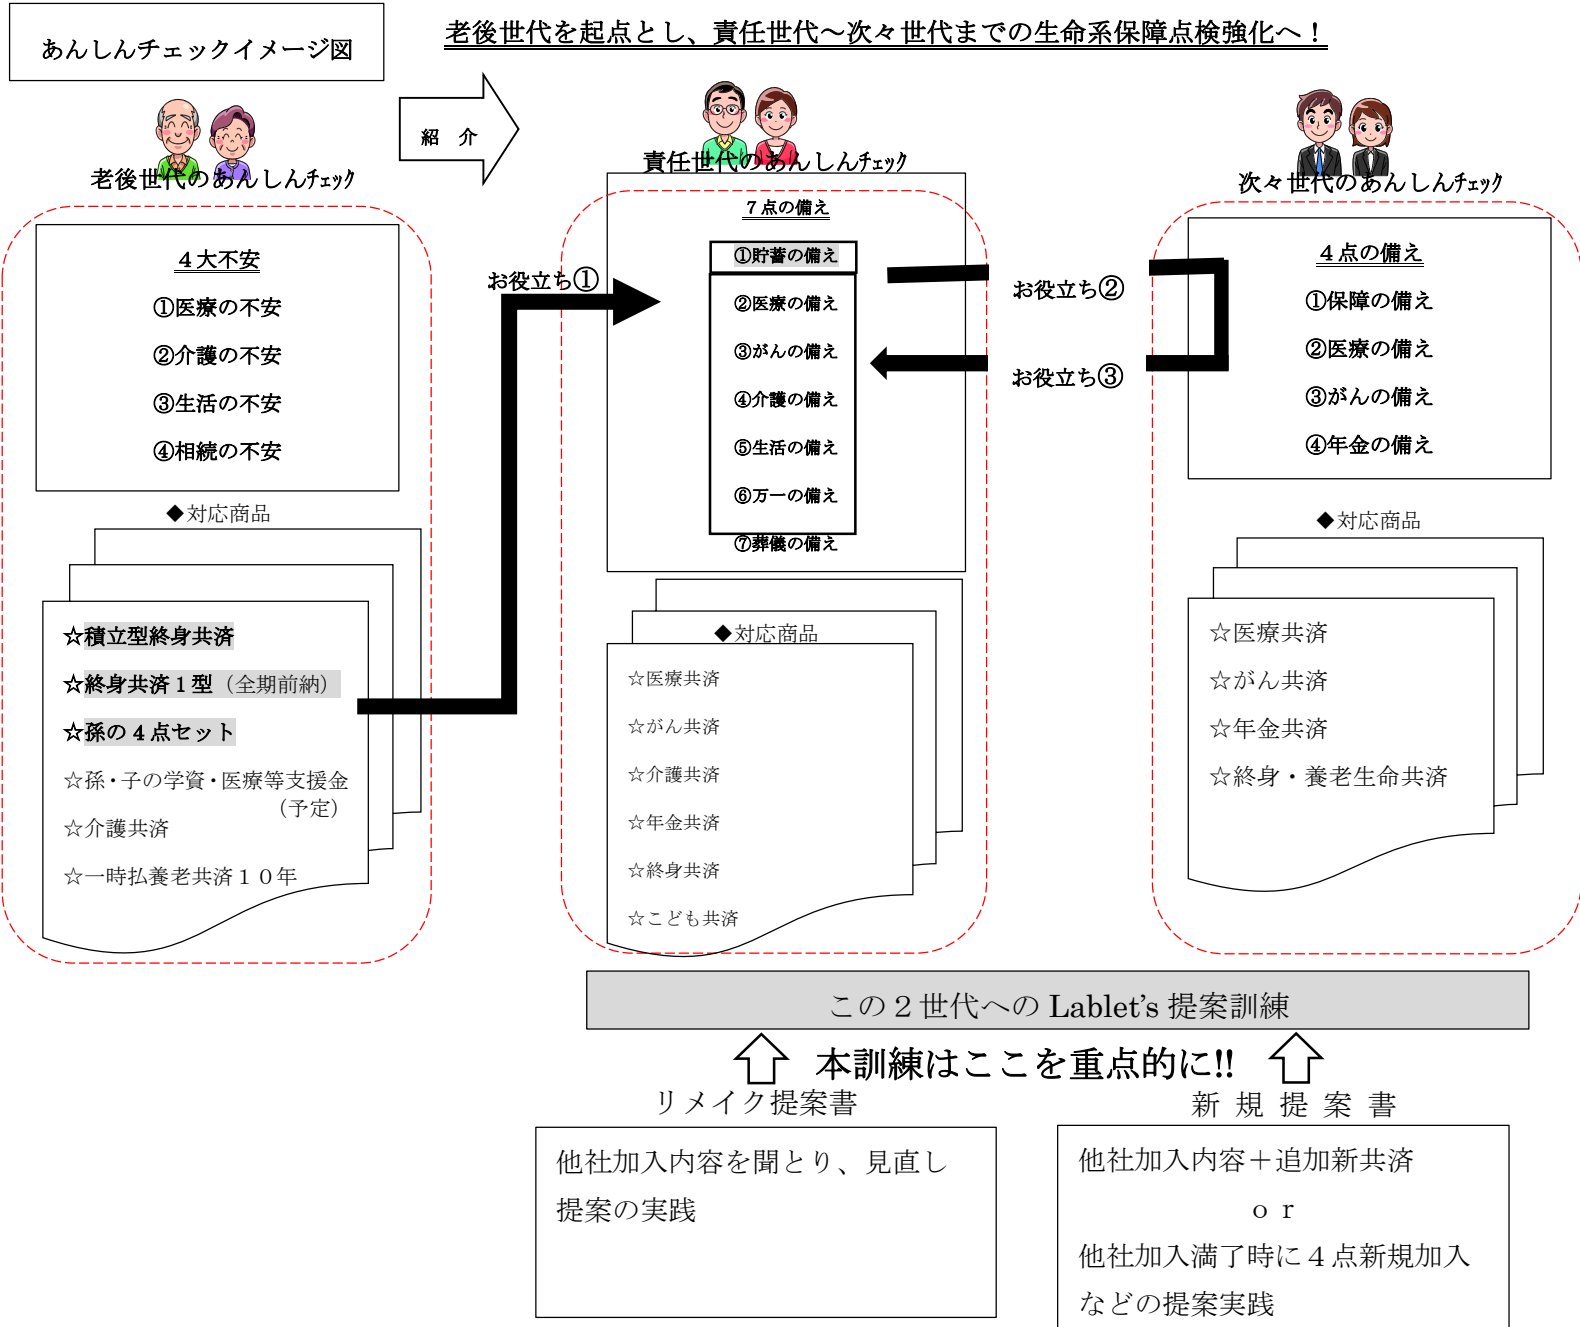 あんしんチェックイメージ図
老後世代を起点とし、責任世代～次々世代までの生命系保障点検強化へ！
紹　介
老後世代のあんしんﾁｪｯｸ
４大不安
①医療の不安
②介護の不安
③生活の不安
④相続の不安
◆対応商品
☆積立型終身共済
☆終身共済１型（全期前納）
☆孫の４点セット
☆孫・子の学資・医療等支援金
（予定）
☆介護共済
☆一時払養老共済１０年
お役立ち①
責任世代のあんしんﾁｪｯｸ
７点の備え
①貯蓄の備え
②医療の備え
③がんの備え
④介護の備え
⑤生活の備え
⑥万一の備え
⑦葬儀の備え
◆対応商品
☆医療共済
☆がん共済
☆介護共済
☆年金共済
☆終身共済
☆こども共済
お役立ち②
お役立ち③
次々世代のあんしんﾁｪｯｸ
４点の備え
①保障の備え
②医療の備え
③がんの備え
④年金の備え
◆対応商品
☆医療共済
☆がん共済
☆年金共済
☆終身・養老生命共済
この２世代への Lablet's 提案訓練
本訓練はここを重点的に!!
リメイク提案書
他社加入内容を聞とり、見直し
提案の実践
新 規 提 案 書
他社加入内容＋追加新共済
ｏｒ
他社加入満了時に４点新規加入
などの提案実践